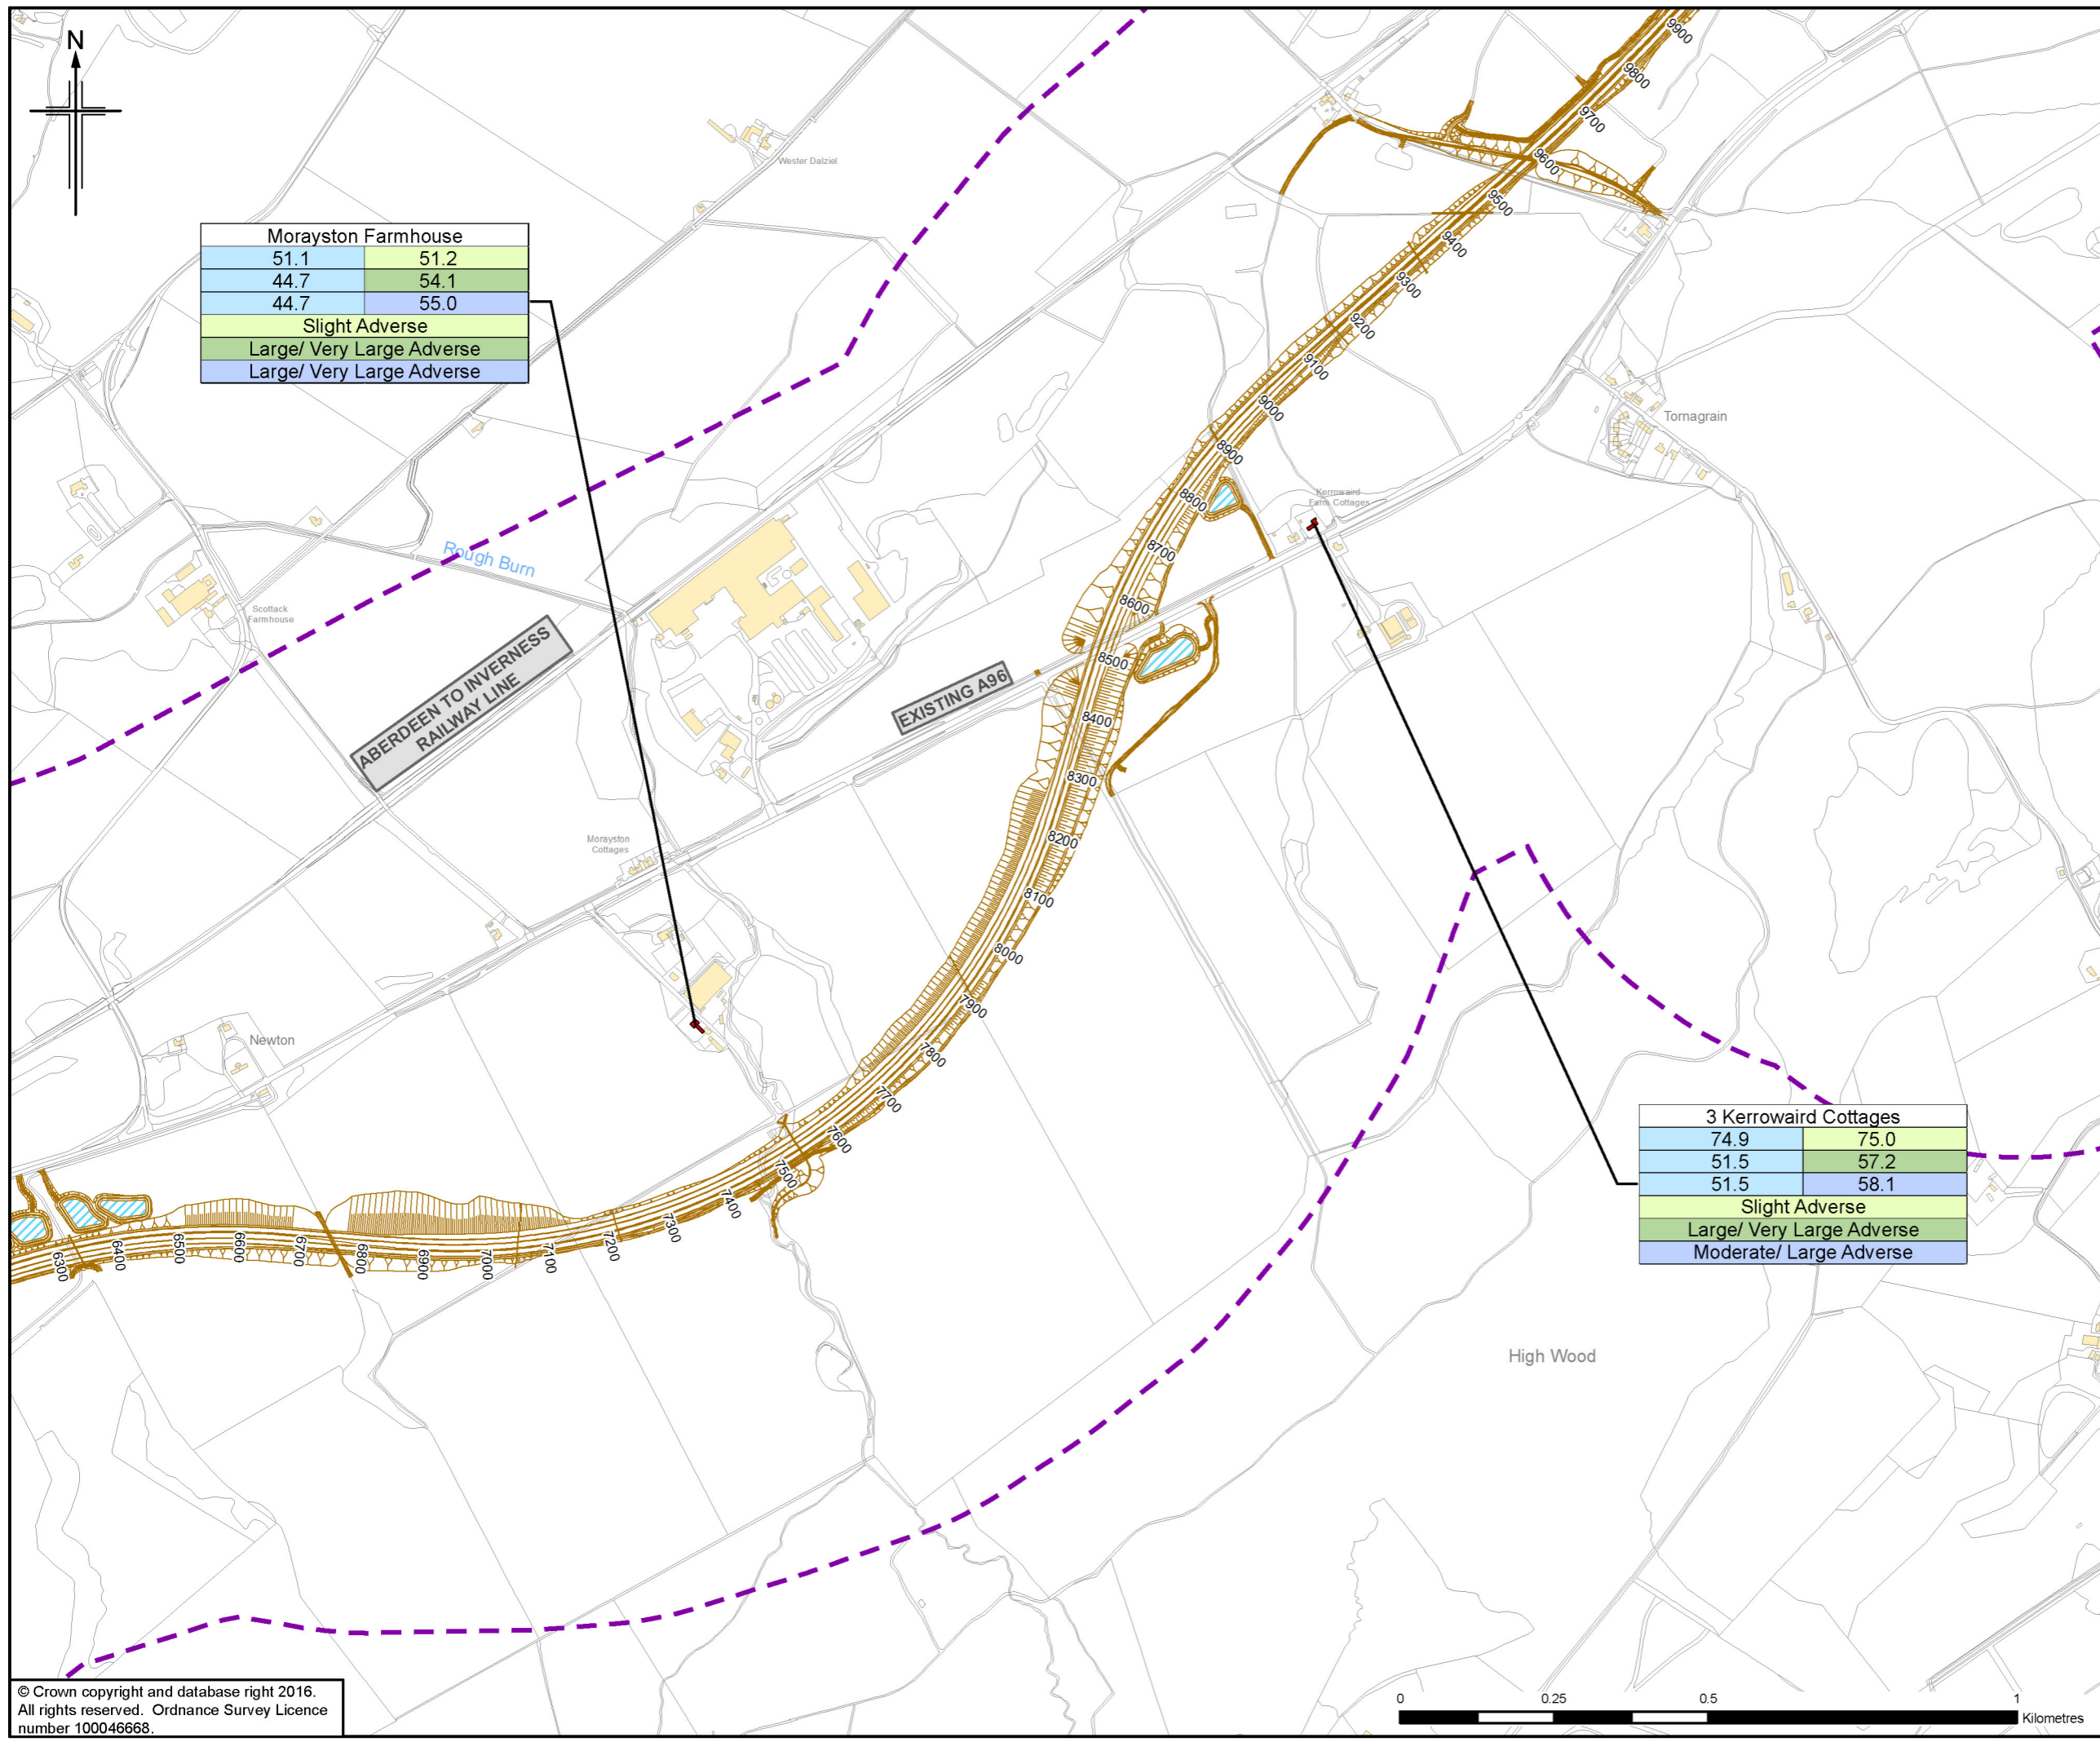 N
Wester Dalziel
Morayston Farmhouse
51.1 51.2
44.7 54.1
44.7 55.0
Slight Adverse
Large/ Very Large Adverse
Large/ Very Large Adverse
9900
9800
9700
9600
9500
9400
9300
9200
9100
9000
8900
8800
8700
8600
8500
8400
8300
8200
8100
8000
7900
7800
7700
7600
7500
7400
7300
7200
7100
7000
6900
6800
6700
6600
6500
6400
6300
Tornagrain
Kerrowaird
Farm Cottages
Rough Burn
Scottack
Farmhouse
ABERDEEN TO INVERNESS
RAILWAY LINE
EXISTING A96
Morayston
Cottages
Newton
3 Kerrowaird Cottages
74.9 75.0
51.5 57.2
51.5 58.1
Slight Adverse
Large/ Very Large Adverse
Moderate/ Large Adverse
High Wood
© Crown copyright and database right 2016.
All rights reserved. Ordnance Survey Licence
number 100046668.
0 0.25 0.5 1
Kilometres